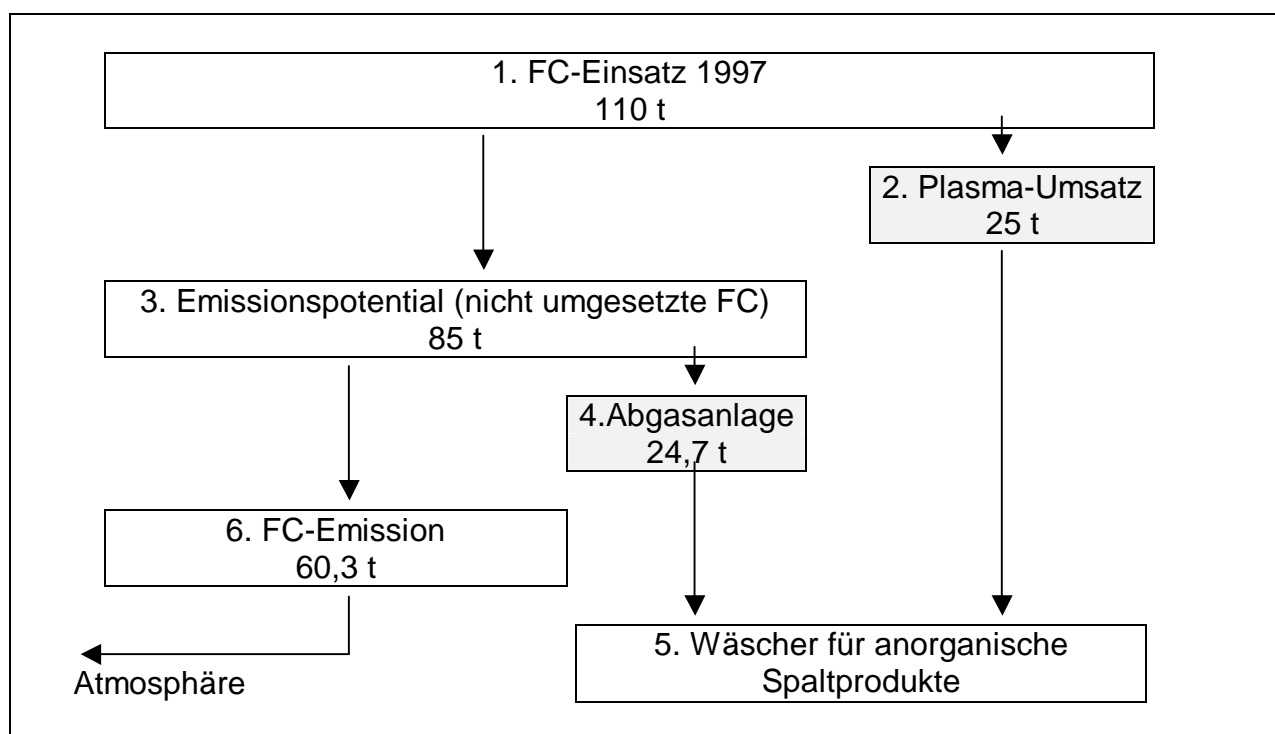 1. FC-Einsatz 1997
110 t
2. Plasma-Umsatz
25 t
3. Emissionspotential (nicht umgesetzte FC)
85 t
4.Abgasanlage
24,7 t
6. FC-Emission
60,3 t
5. Wäscher für anorganische
Spaltprodukte
Atmosphäre